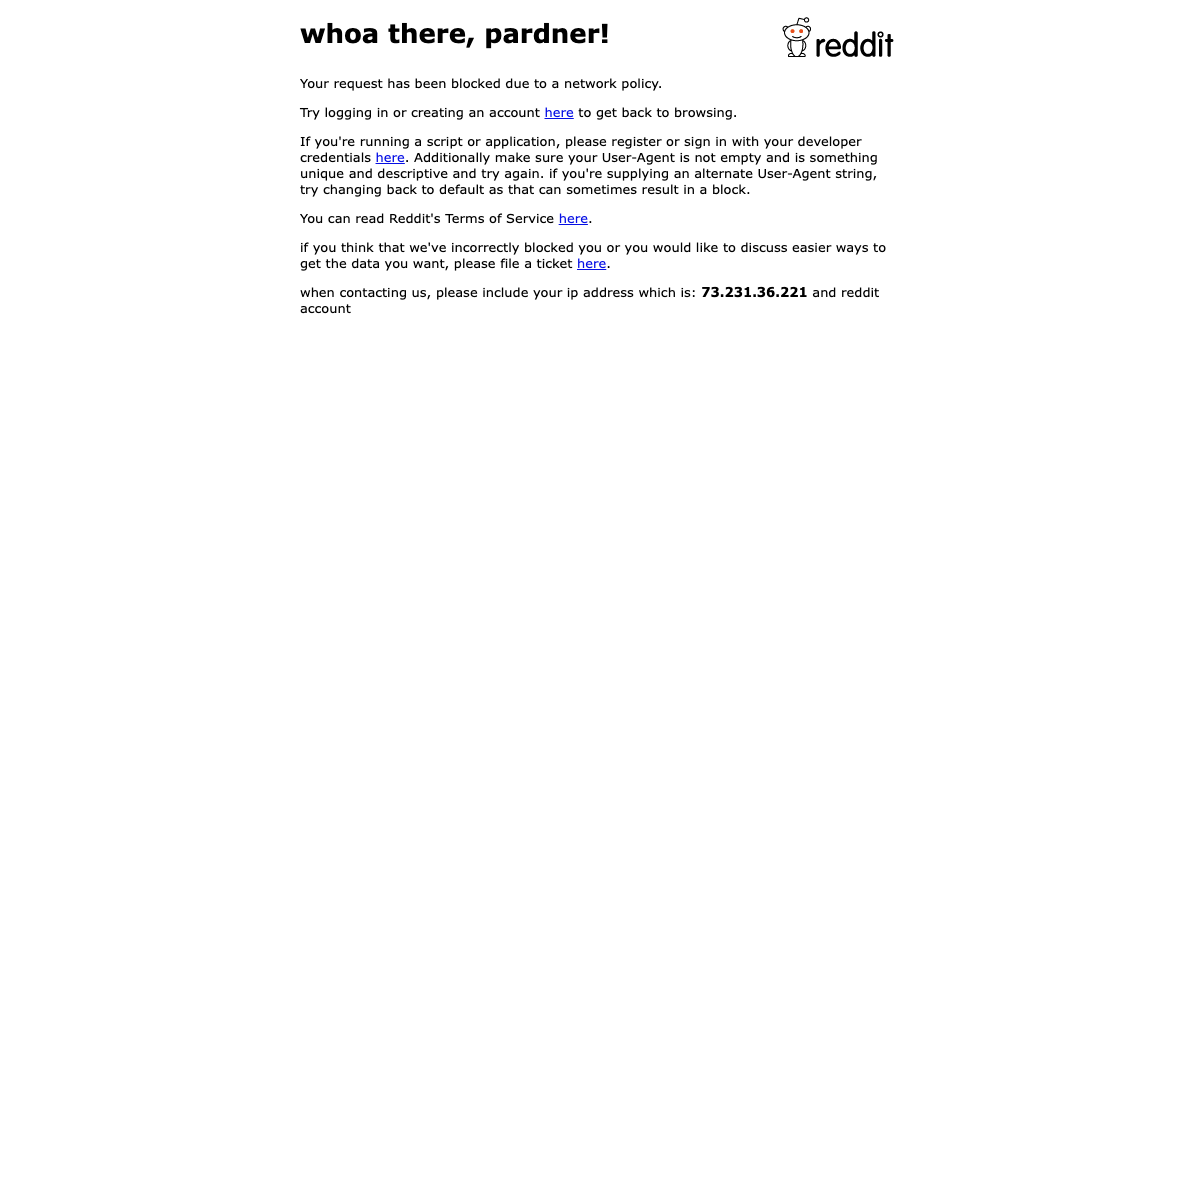 whoa there, pardner!
reddit
Your request has been blocked due to a network policy.
Try logging in or creating an account here to get back to browsing.
If you're running a script or application, please register or sign in with your developer
credentials here. Additionally make sure your User-Agent is not empty and is something
unique and descriptive and try again. if you're supplying an alternate User-Agent string,
try changing back to default as that can sometimes result in a block.
You can read Reddit's Terms of Service here.
if you think that we've incorrectly blocked you or you would like to discuss easier ways to
get the data you want, please file a ticket here.
when contacting us, please include your ip address which is: 73.231.36.221 and reddit
account